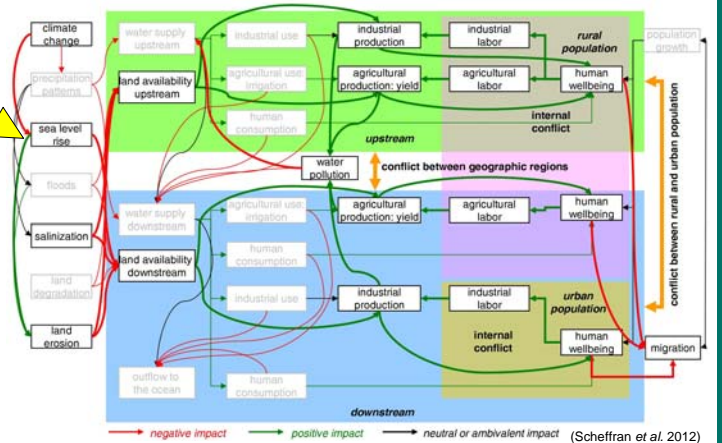 climate
change
precipitation
patterns
sea level
rise
floods
salinization
land
degradation
land
erosion
water supply
upstream
land availability
upstream
industrial use
agricultural use:
irrigation
human
consumption
industrial
production
agricultural
production: yield
industrial
labor
agricultural
labor
rural
population
human
wellbeing
internal
conflict
population
growth
upstream
water
pollution
conflict between geographic regions
conflict between rural and urban population
water supply
downstream
land availability
downstream
outflow to
the ocean
agricultural use:
irrigation
human
consumption
industrial use
human
consumption
agricultural
production: yield
agricultural
labor
human
wellbeing
industrial
production
industrial
labor
urban
population
internal
conflict
human
wellbeing
migration
downstream
negative impact
positive impact
neutral or ambivalent impact
(Scheffran et al. 2012)